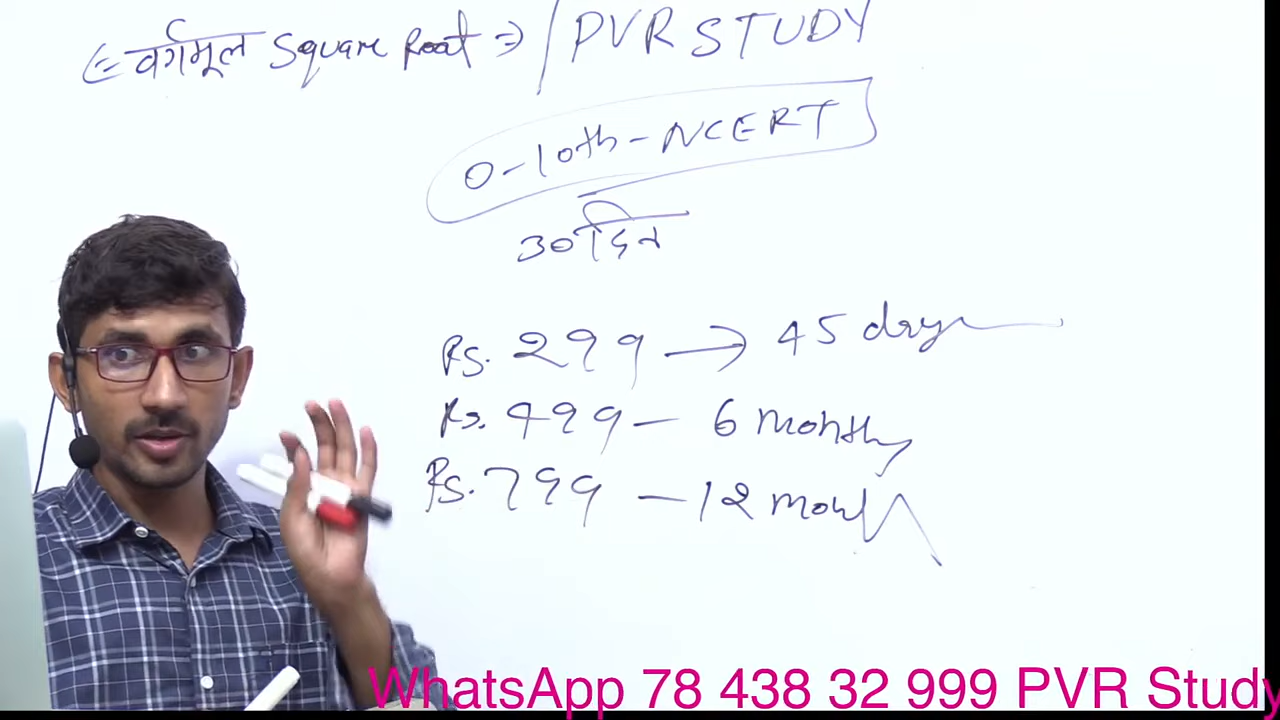 वर्गमूल Square Root ⇒ / PVR STUDY
0-10th-NCERT
30 दिन
Rs. 299 → 45 days
Rs. 499 — 6 months
Rs. 799 — 12 month
WhatsApp 78 438 32 999 PVR Study